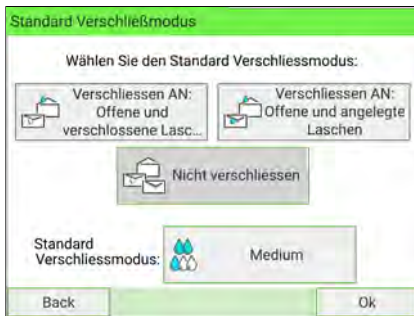 Standard Verschließmodus
Wählen Sie den Standard Verschliessmodus:
Verschliessen AN:
Offene und
verschlossene Lasc...
Verschliessen AN:
Offene und angelegte
Laschen
Nicht verschliessen
Standard
Verschliessmodus:
Medium
Back
Ok